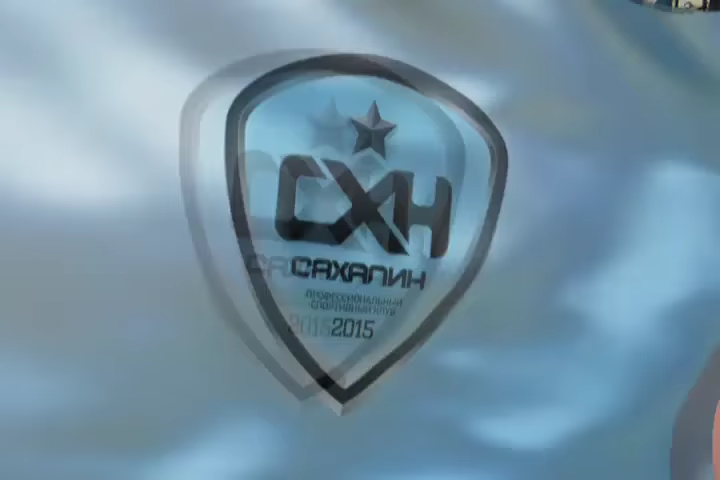 СХН
САХАЛИН
ПРОФЕССИОНАЛЬНЫЙ
СПОРТИВНЫЙ КЛУБ
2015